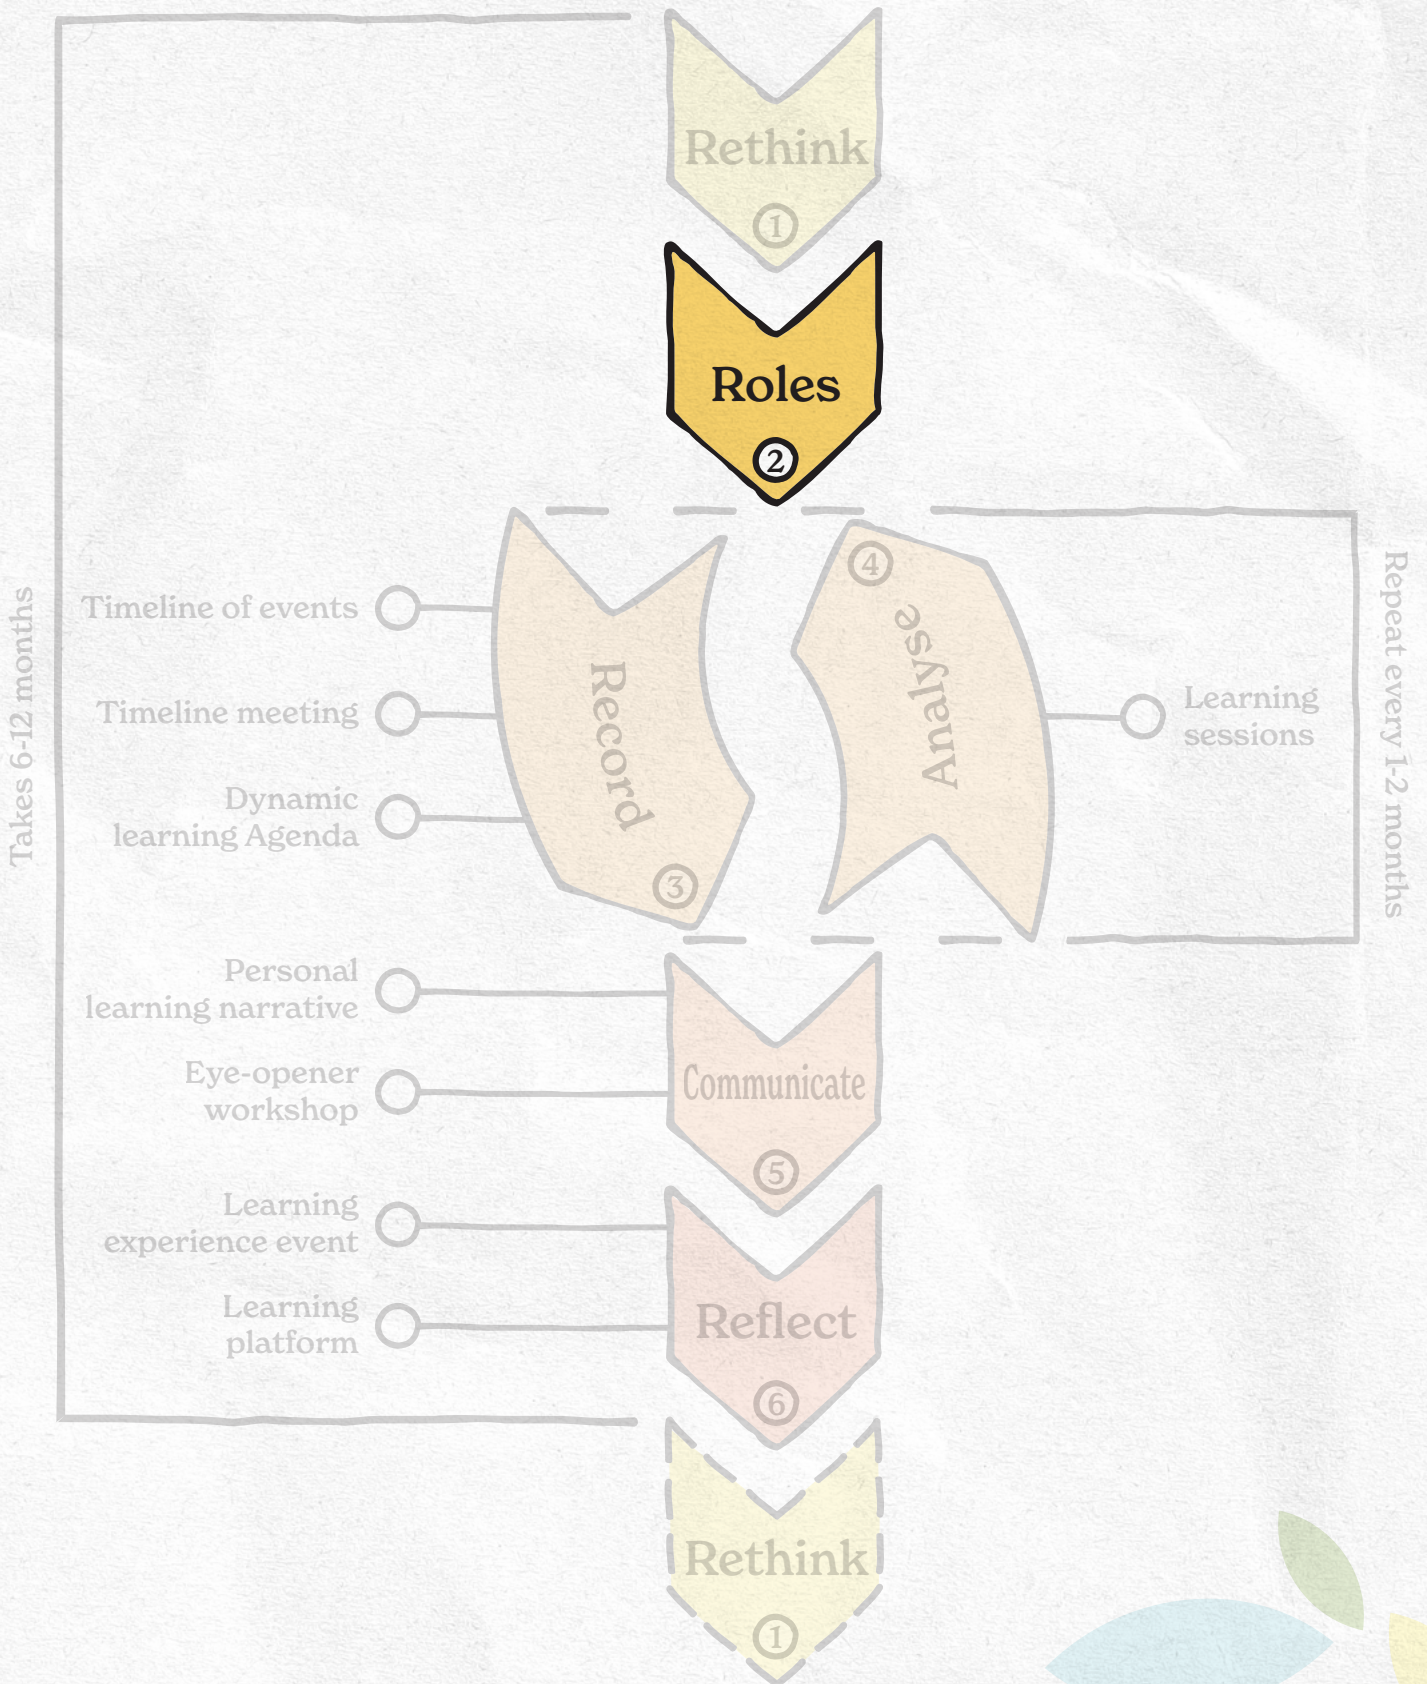 Rethink
1
Roles
2
Takes 6-12 months
Timeline of events
Timeline meeting
Dynamic
learning Agenda
Record
3
4
Analyse
Learning
sessions
Repeat every 1-2 months
Personal
learning narrative
Eye-opener
workshop
Communicate
5
Learning
experience event
Learning
platform
Reflect
6
Rethink
1